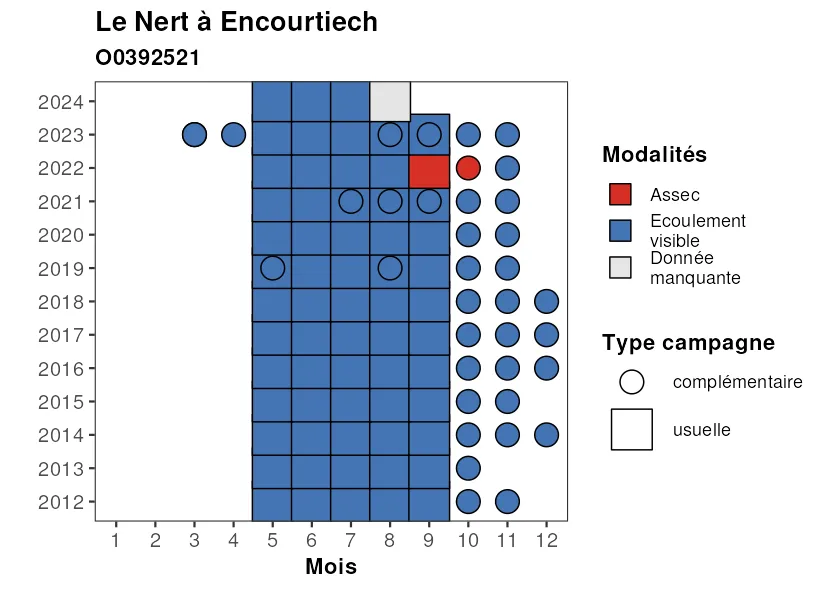 Le Nert à Encourtiech
O0392521
2024
2023
2022
2021
2020
2019
2018
2017
2016
2015
2014
2013
2012
1 2 3 4 5 6 7 8 9 10 11 12
Mois
Modalités
Assec
Ecoulement
visible
Donnée
manquante
Type campagne
complémentaire
usuelle